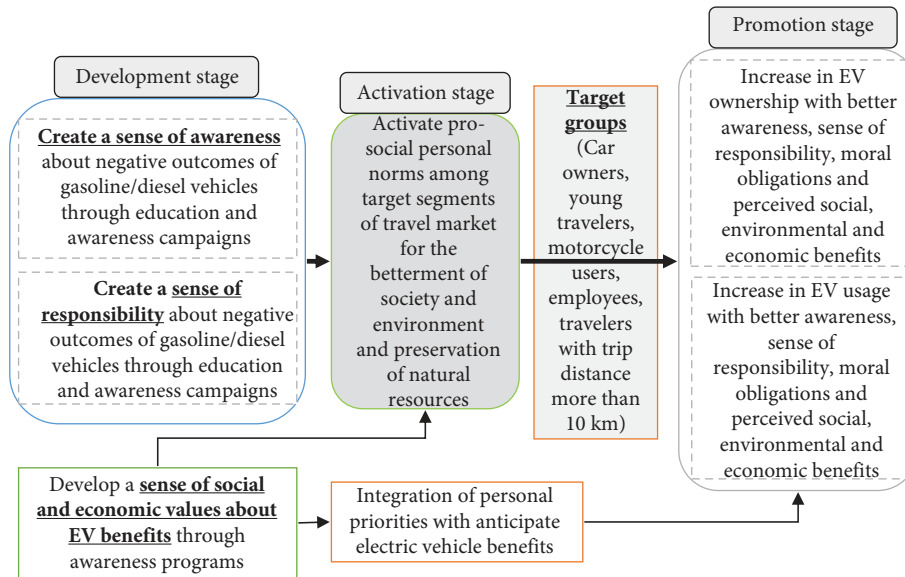 Development stage
Create a sense of awareness
about negative outcomes of
gasoline/diesel vehicles
through education and
awareness campaigns
Create a sense of
responsibility about negative
outcomes of gasoline/diesel
vehicles through education
and awareness campaigns
Activation stage
Activate pro-
social personal
norms among
target segments
of travel market
for the
betterment of
society and
environment
and preservation
of natural
resources
Target
groups
(Car
owners,
young
travelers,
motorcycle
users,
employees,
travelers
with trip
distance
more than
10 km)
Promotion stage
Increase in EV
ownership with better
awareness, sense of
responsibility, moral
obligations and
perceived social,
environmental and
economic benefits
Increase in EV usage
with better awareness,
sense of
responsibility, moral
obligations and
perceived social,
environmental and
economic benefits
Develop a sense of social
and economic values about
EV benefits through
awareness programs
Integration of personal
priorities with anticipate
electric vehicle benefits